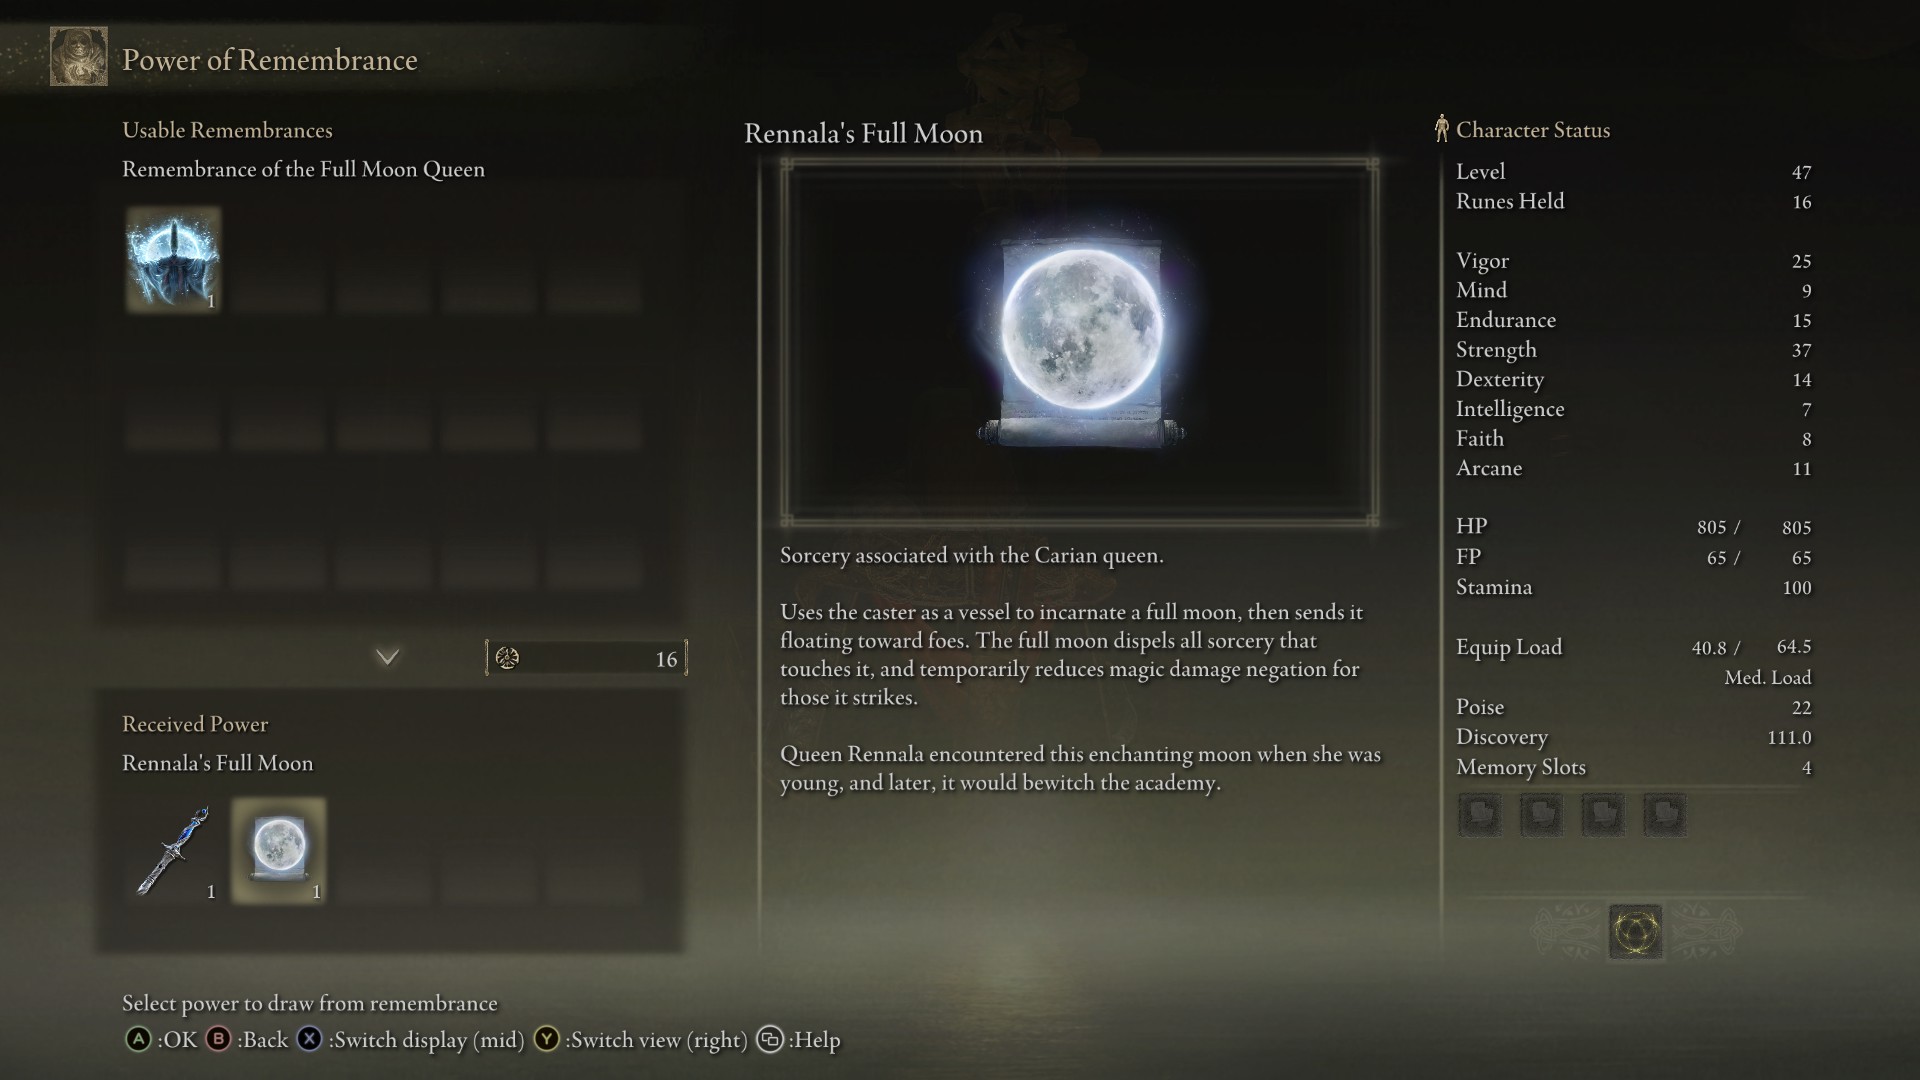 Power of Remembrance
Usable Remembrances
Remembrance of the Full Moon Queen
1
16
Received Power
Rennala's Full Moon
1
1
Rennala's Full Moon
Sorcery associated with the Carian queen.
Uses the caster as a vessel to incarnate a full moon, then sends it
floating toward foes. The full moon dispels all sorcery that
touches it, and temporarily reduces magic damage negation for
those it strikes.
Queen Rennala encountered this enchanting moon when she was
young, and later, it would bewitch the academy.
Character Status
Level 47
Runes Held 16
Vigor 25
Mind 9
Endurance 15
Strength 37
Dexterity 14
Intelligence 7
Faith 8
Arcane 11
HP 805 / 805
FP 65 / 65
Stamina 100
Equip Load 40.8 / 64.5
Med. Load
Poise 22
Discovery 111.0
Memory Slots 4
Select power to draw from remembrance
A :OK B :Back X :Switch display (mid) Y :Switch view (right) :Help